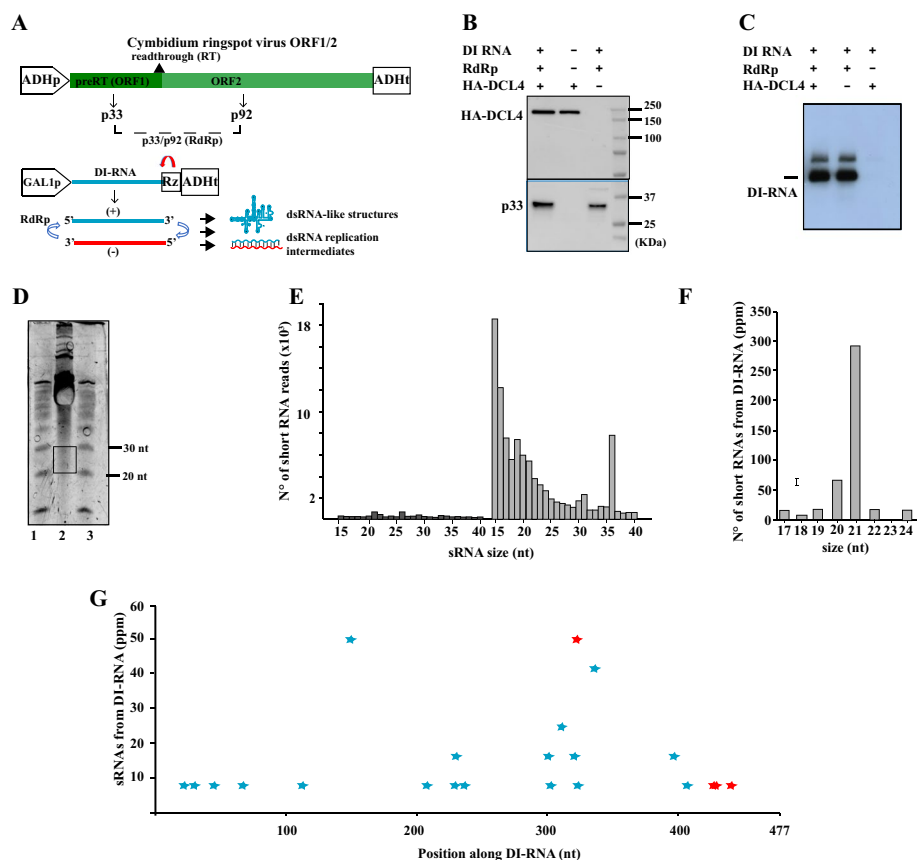 A
Cymbidium ringspot virus ORF1/2
readthrough (RT)
ADHp
preRT (ORF1)
ORF2
ADHt
p33
p92
p33/p92 (RdRp)
GAL1p
DI-RNA
Rz
ADHt
(+)
RdRp
5’
3’
3’
5’
(-)
dsRNA-like structures
dsRNA replication
intermediates
B
DI RNA + – +
RdRp + – +
HA-DCL4 + + –
HA-DCL4
250
150
100
p33
37
25
(KDa)
C
DI RNA + + +
RdRp + + –
HA-DCL4 + – +
DI-RNA
D
30 nt
20 nt
1 2 3
E
N° of short RNA reads (x10³)
18
10
2
15 20 25 30 35 40 15 20 25 30 35 40
sRNA size (nt)
F
N° of short RNAs from DI-RNA (ppm)
350
300
250
200
150
100
50
0
17 18 19 20 21 22 23 24
size (nt)
G
sRNAs from DI-RNA (ppm)
60
50
40
30
20
10
100 200 300 400 477
Position along DI-RNA (nt)